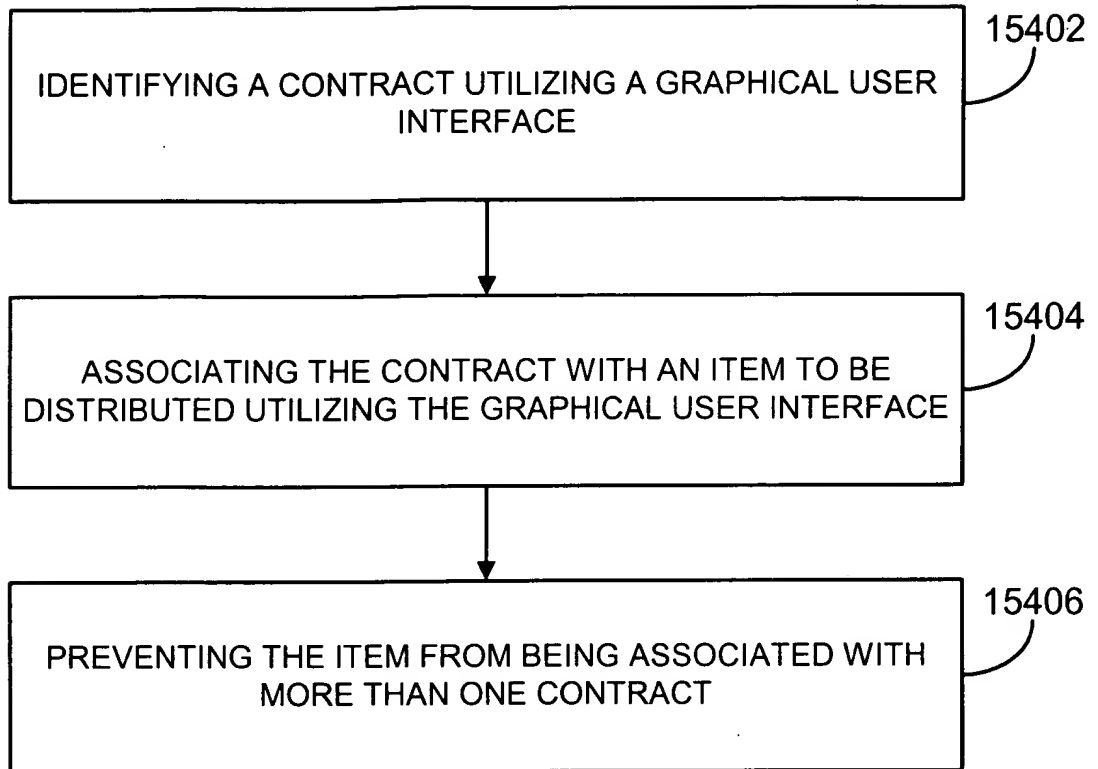 15402
IDENTIFYING A CONTRACT UTILIZING A GRAPHICAL USER
INTERFACE
15404
ASSOCIATING THE CONTRACT WITH AN ITEM TO BE
DISTRIBUTED UTILIZING THE GRAPHICAL USER INTERFACE
15406
PREVENTING THE ITEM FROM BEING ASSOCIATED WITH
MORE THAN ONE CONTRACT